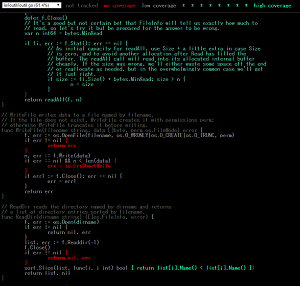 io/ioutil/ioutil.go (61.4%) not tracked no coverage low coverage * * * * * * * * high coverage
defer f.Close()
// It's a good but not certain bet that FileInfo will tell us exactly how much to
// read, so let's try it but be prepared for the answer to be wrong.
var n int64 = bytes.MinRead
if fi, err := f.Stat(); err == nil {
// As initial capacity for readAll, use Size + a little extra in case Size
// is zero, and to avoid another allocation after Read has filled the
// buffer. The readAll call will read into its allocated internal buffer
// cheaply. If the size was wrong, we'll either waste some space off the end
// or reallocate as needed, but in the overwhelmingly common case we'll get
// it just right.
if size := fi.Size() + bytes.MinRead; size > n {
n = size
}
}
return readAll(f, n)
}
// WriteFile writes data to a file named by filename.
// If the file does not exist, WriteFile creates it with permissions perm;
// otherwise WriteFile truncates it before writing.
func WriteFile(filename string, data []byte, perm os.FileMode) error {
f, err := os.OpenFile(filename, os.O_WRONLY|os.O_CREATE|os.O_TRUNC, perm)
if err != nil {
return err
}
n, err := f.Write(data)
if err == nil && n < len(data) {
err = io.ErrShortWrite
}
if err1 := f.Close(); err == nil {
err = err1
}
return err
}
// ReadDir reads the directory named by dirname and returns
// a list of directory entries sorted by filename.
func ReadDir(dirname string) ([]os.FileInfo, error) {
f, err := os.Open(dirname)
if err != nil {
return nil, err
}
list, err := f.Readdir(-1)
f.Close()
if err != nil {
return nil, err
}
sort.Slice(list, func(i, j int) bool { return list[i].Name() < list[j].Name() })
return list, nil
}